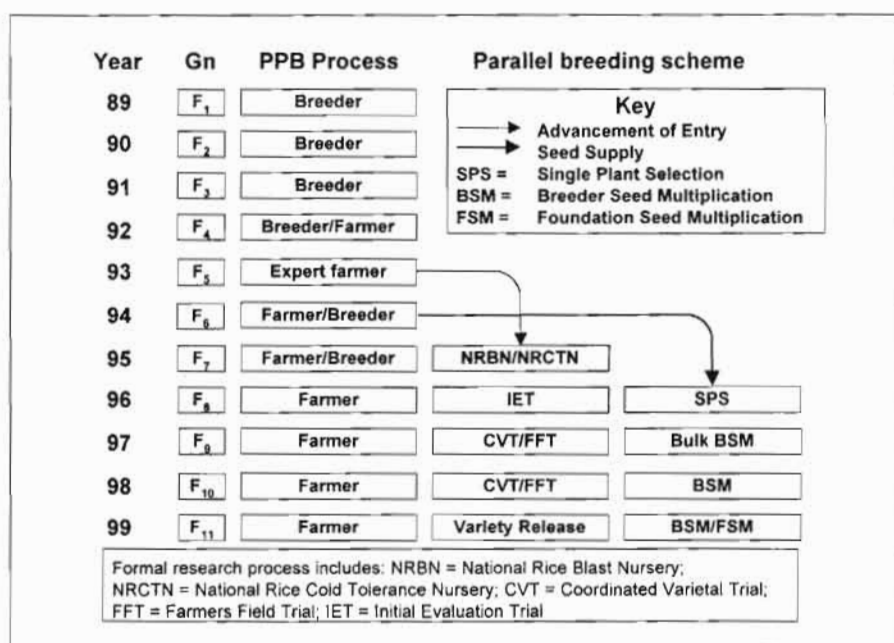 Year Gn PPB Process Parallel breeding scheme
89 F1 Breeder
Key
90 F2 Breeder
Advancement of Entry
Seed Supply
91 F3 Breeder
SPS = Single Plant Selection
BSM = Breeder Seed Multiplication
92 F4 Breeder/Farmer
FSM = Foundation Seed Multiplication
93 F5 Expert farmer
94 F6 Farmer/Breeder
95 F7 Farmer/Breeder NRBN/NRCTN
96 F8 Farmer IET SPS
97 F9 Farmer CVT/FFT Bulk BSM
98 F10 Farmer CVT/FFT BSM
99 F11 Farmer Variety Release BSM/FSM
Formal research process includes: NRBN = National Rice Blast Nursery;
NRCTN = National Rice Cold Tolerance Nursery; CVT = Coordinated Varietal Trial;
FFT = Farmers Field Trial; IET = Initial Evaluation Trial